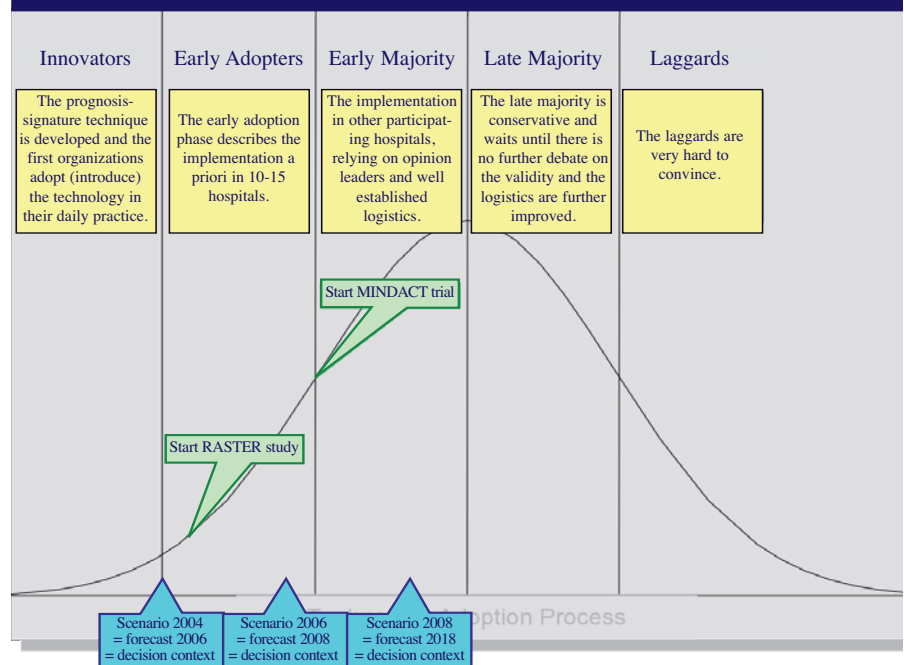 Innovators
Early Adopters
Early Majority
Late Majority
Laggards
The prognosis-
signature technique
is developed and the
first organizations
adopt (introduce)
the technology in
their daily practice.
The early adoption
phase describes the
implementation a
priori in 10-15
hospitals.
The implementation
in other participat-
ing hospitals,
relying on opinion
leaders and well
established
logistics.
The late majority is
conservative and
waits until there is
no further debate on
the validity and the
logistics are further
improved.
The laggards are
very hard to
convince.
Start MINDACT trial
Start RASTER study
option Process
Scenario 2004
= forecast 2006
= decision context
Scenario 2006
= forecast 2008
= decision context
Scenario 2008
= forecast 2018
= decision context